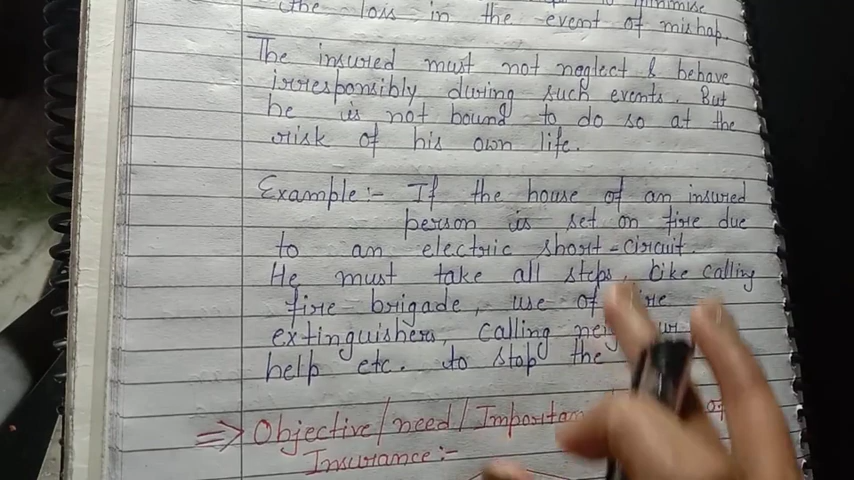 the loss in the event of mishap.
The insured must not neglect & behave
irresponsibly during such events. But
he is not bound to do so at the
risk of his own life.
Example:- If the house of an insured
person is set on fire due
to an electric short-circuit.
He must take all steps, like calling
fire brigade, use of fire
extinguishers, calling
help etc. to stop the
=> Objective/need/ of
Insurance:-